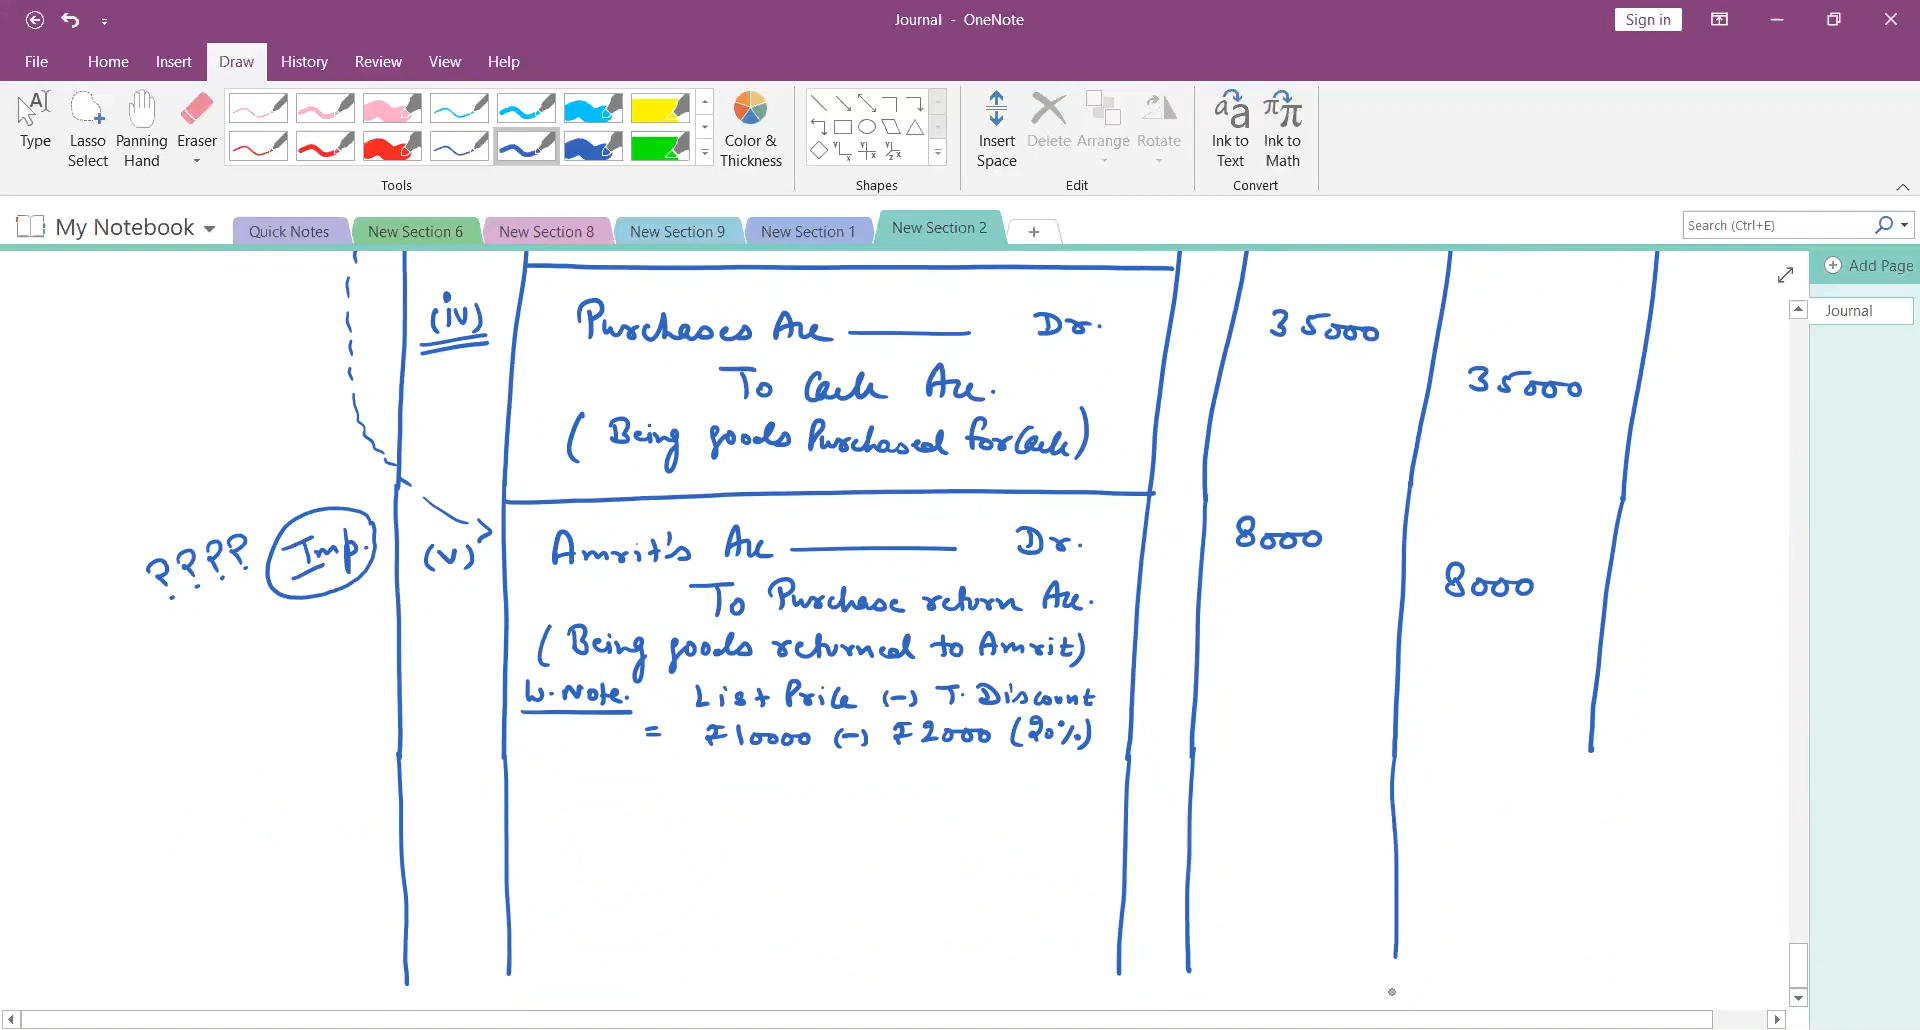 Journal - OneNote
Sign in
File Home Insert Draw History Review View Help
Type
Lasso Select
Panning Hand
Eraser
Color & Thickness
Insert Space
Delete
Arrange
Rotate
Ink to Text
Ink to Math
Tools
Shapes
Edit
Convert
My Notebook
Quick Notes
New Section 6
New Section 8
New Section 9
New Section 1
New Section 2
Search (Ctrl+E)
Add Page
Journal
(iv) Purchases A/c Dr. 35000
To Cash A/c. 35000
(Being goods Purchased for Cash)
???? Imp. (v) Amrit's A/c Dr. 8000
To Purchase return A/c. 8000
(Being goods returned to Amrit)
W. Note. List Price (-) T. Discount
= ₹10000 (-) ₹2000 (20%)